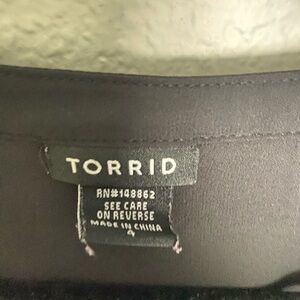 TORRID
RN#148862
SEE CARE
ON REVERSE
MADE IN CHINA
4